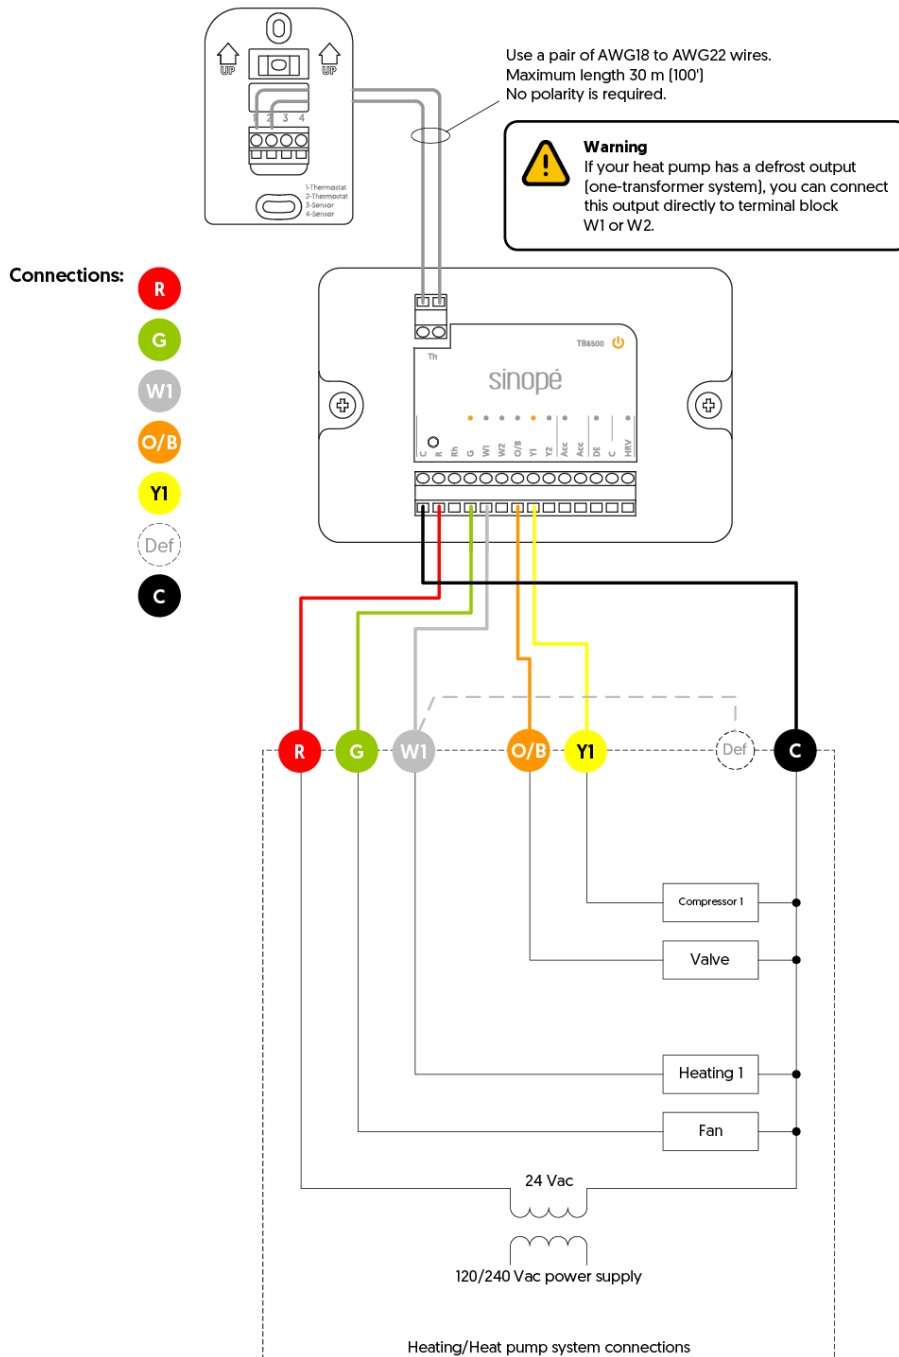 UP
UP
1 2 3 4
1-Thermostat
2-Thermostat
3-Sensor
4-Sensor
Use a pair of AWG18 to AWG22 wires.
Maximum length 30 m (100')
No polarity is required.
Warning
If your heat pump has a defrost output
(one-transformer system), you can connect
this output directly to terminal block
W1 or W2.
Connections:
R
G
W1
O/B
Y1
Def
C
Th
TB6500
sinopé
C
R
Rh
G
W1
W2
O/B
Y1
Y2
Acc
Acc
DE
C
HRV
R
G
W1
O/B
Y1
Def
C
Compressor 1
Valve
Heating 1
Fan
24 Vac
120/240 Vac power supply
Heating/Heat pump system connections